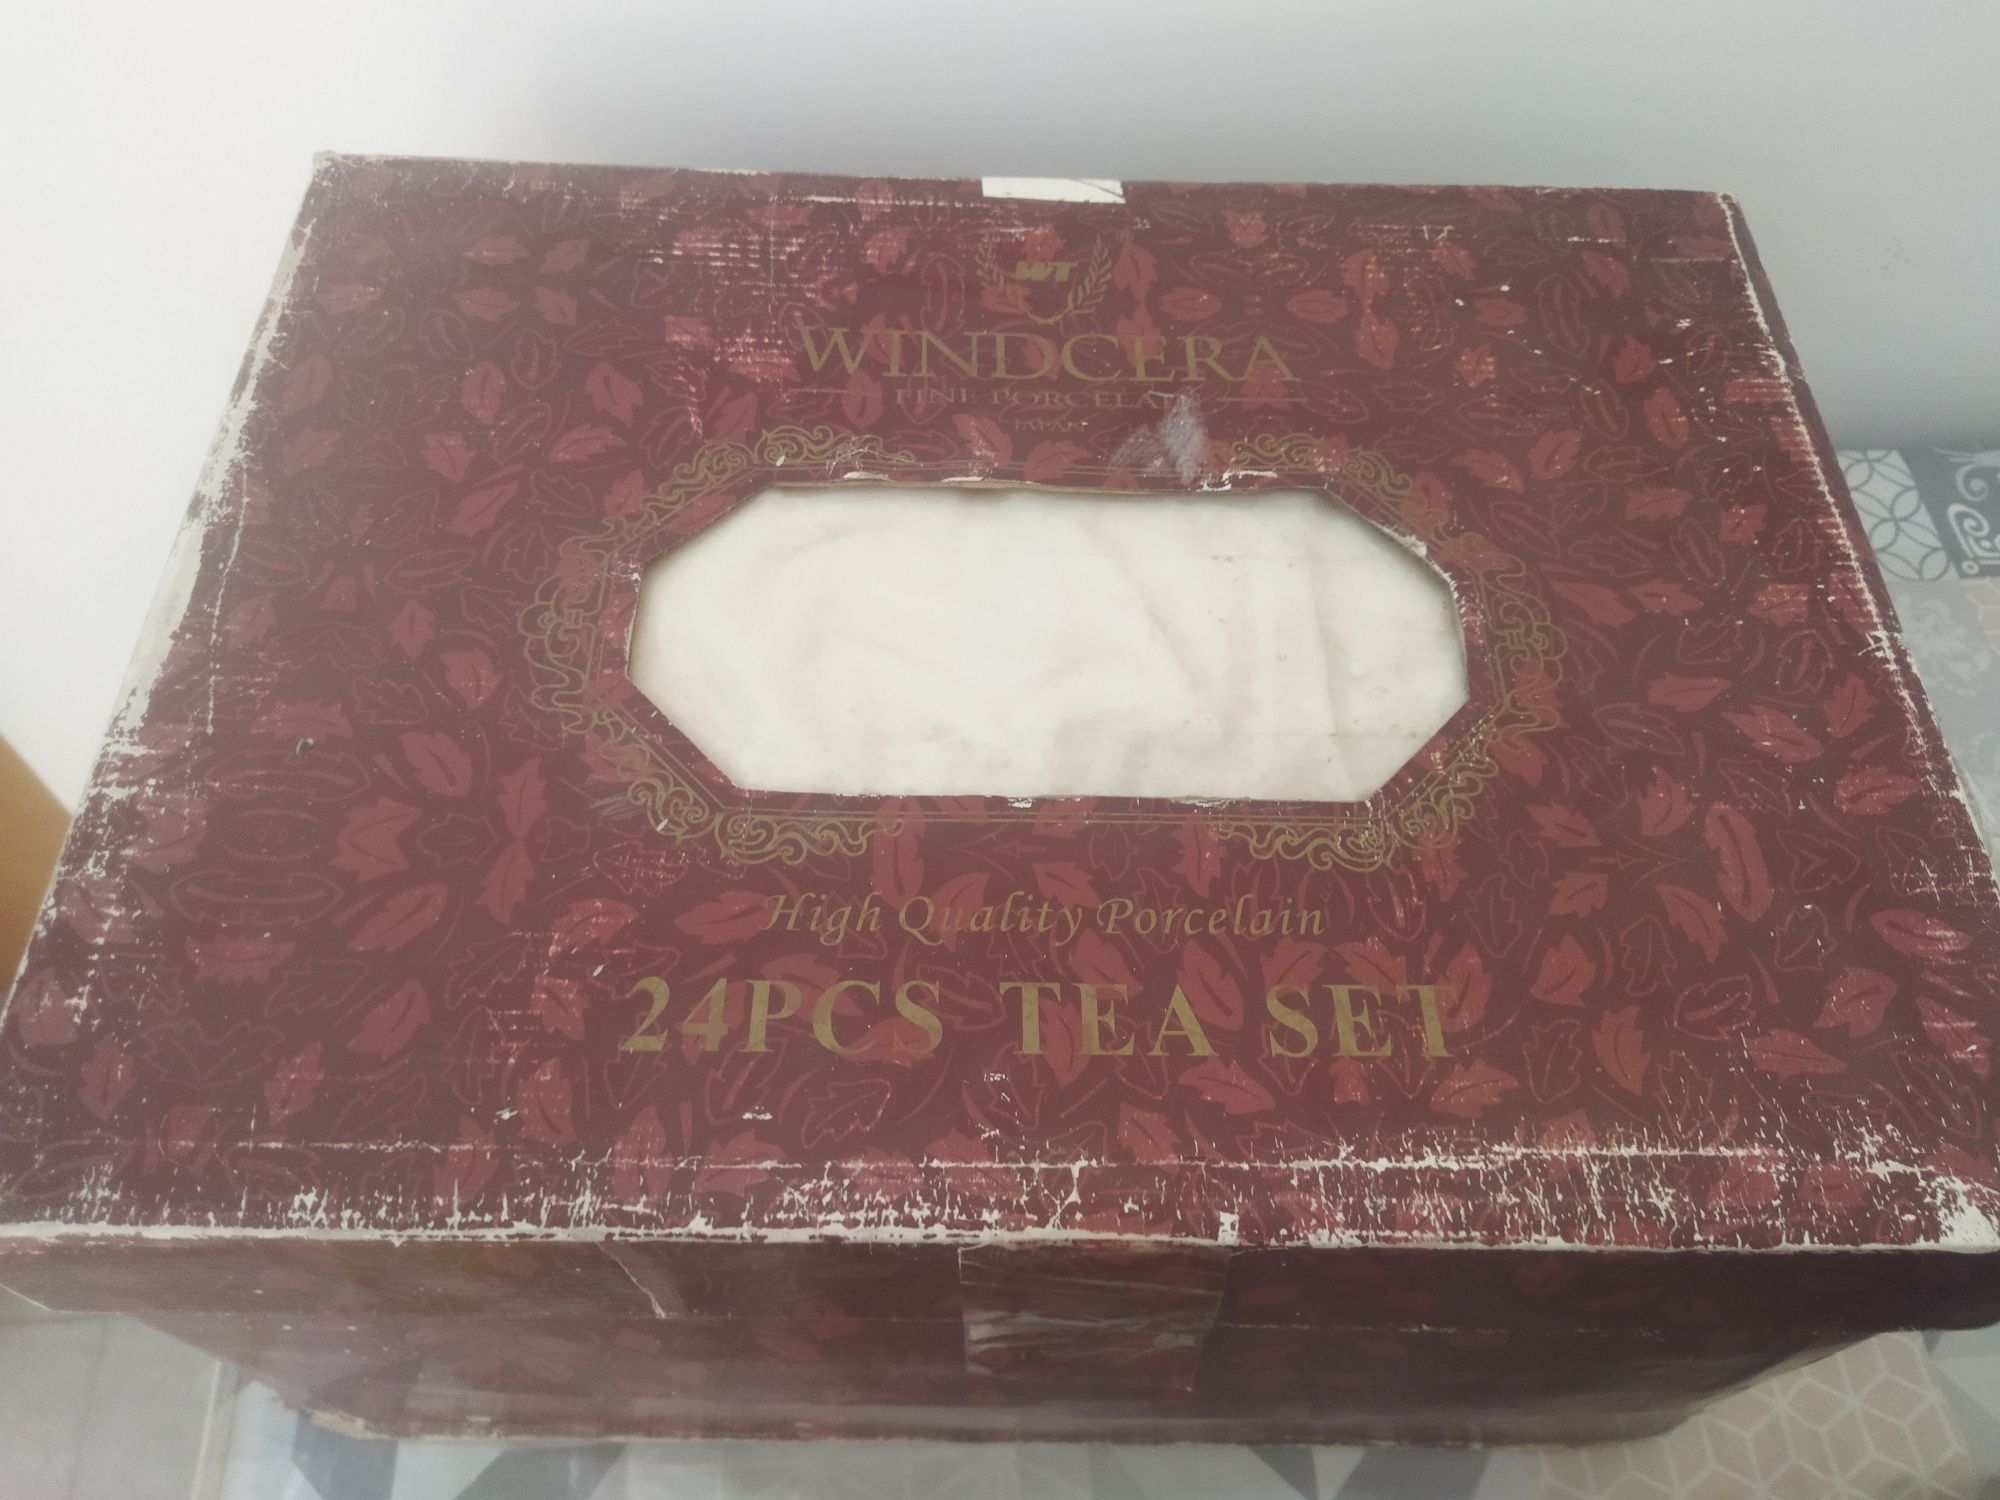 WT
WINDCERA
FINE PORCELAIN
JAPAN
High Quality Porcelain
24PCS TEA SET